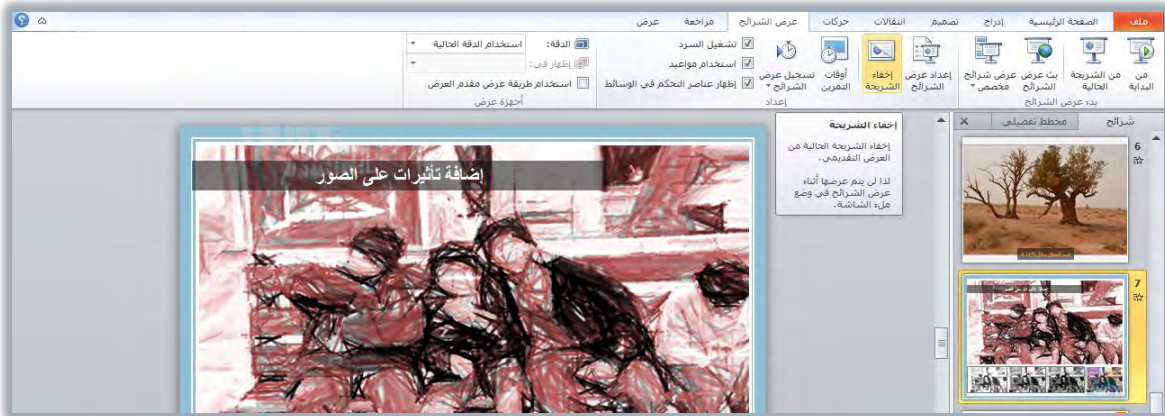 ملف	الصفحة الرئيسية	إدراج	تصميم	انتقالات	حركات	عرض الشرائح	مراجعة	عرض
من البداية
من الشريحة الحالية
بث عرض الشرائح
عرض شرائح مخصص
بدء عرض الشرائح
إعداد عرض الشرائح
إخفاء الشريحة
أوقات التمرين
تسجيل عرض الشرائح
تشغيل السرد
استخدام مواعيد
إظهار عناصر التحكم في الوسائط
إعداد
الدقة:	استخدام الدقة الحالية
إظهار في:
استخدام طريقة عرض مقدم العرض
أجهزة عرض
شرائح	مخطط تفصيلي
6
7
إخفاء الشريحة
إخفاء الشريحة الحالية من
العرض التقديمي.
لذا لن يتم عرضها أثناء
عرض الشرائح في وضع
ملء الشاشة.
إضافة تأثيرات على الصور
إضافة تأثيرات على الصور